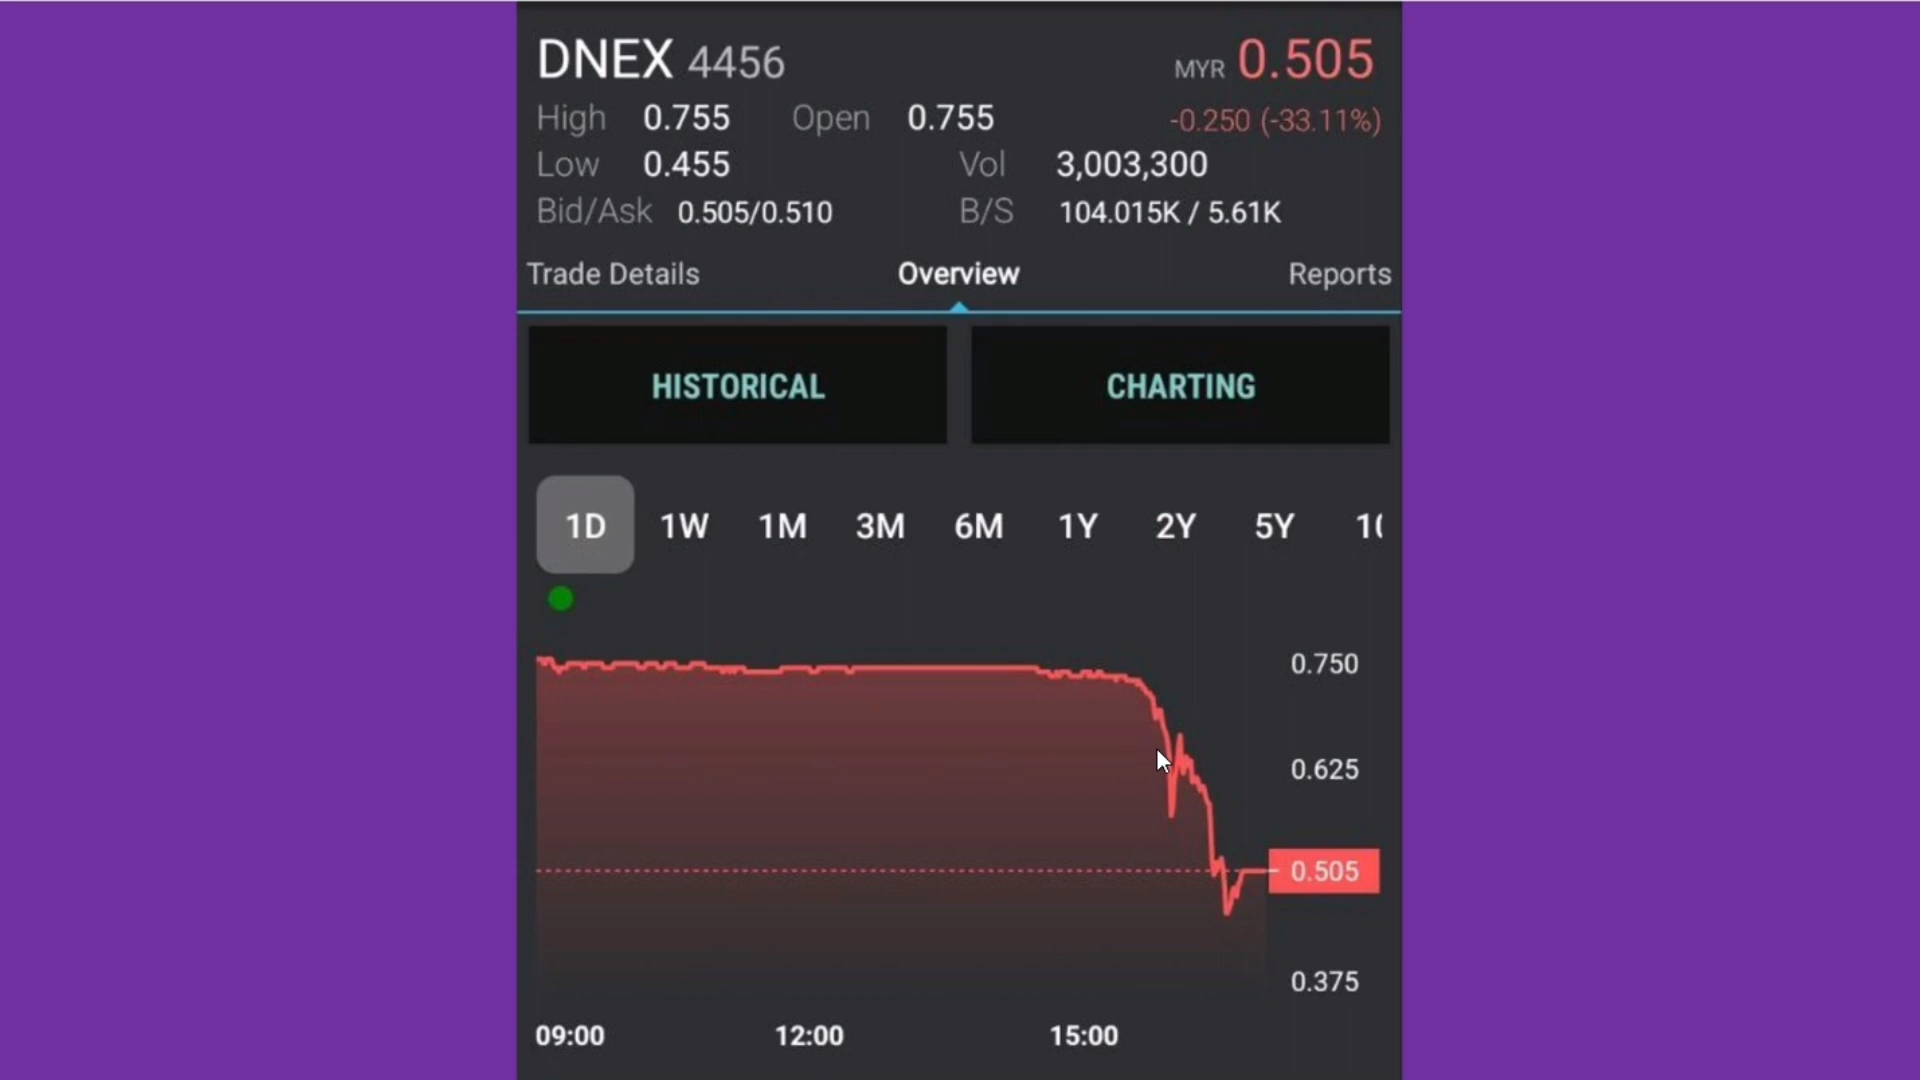 DNEX 4456 MYR 0.505
High 0.755 Open 0.755 -0.250 (-33.11%)
Low 0.455 Vol 3,003,300
Bid/Ask 0.505/0.510 B/S 104.015K / 5.61K
Trade Details Overview Reports
HISTORICAL CHARTING
1D 1W 1M 3M 6M 1Y 2Y 5Y
0.750
0.625
0.505
0.375
09:00 12:00 15:00